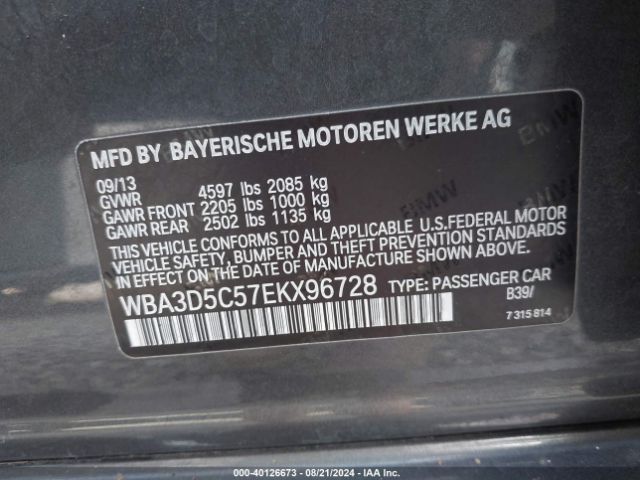 MFD BY BAYERISCHE MOTOREN WERKE AG
09/13
GVWR 4597 lbs 2085 kg
GAWR FRONT 2205 lbs 1000 kg
GAWR REAR 2502 lbs 1135 kg
THIS VEHICLE CONFORMS TO ALL APPLICABLE U.S.FEDERAL MOTOR
VEHICLE SAFETY, BUMPER AND THEFT PREVENTION STANDARDS
IN EFFECT ON THE DATE OF MANUFACTURE SHOWN ABOVE.
WBA3D5C57EKX96728 TYPE: PASSENGER CAR
B39/
7 315 814
000-40126673 - 08/21/2024 - IAA Inc.